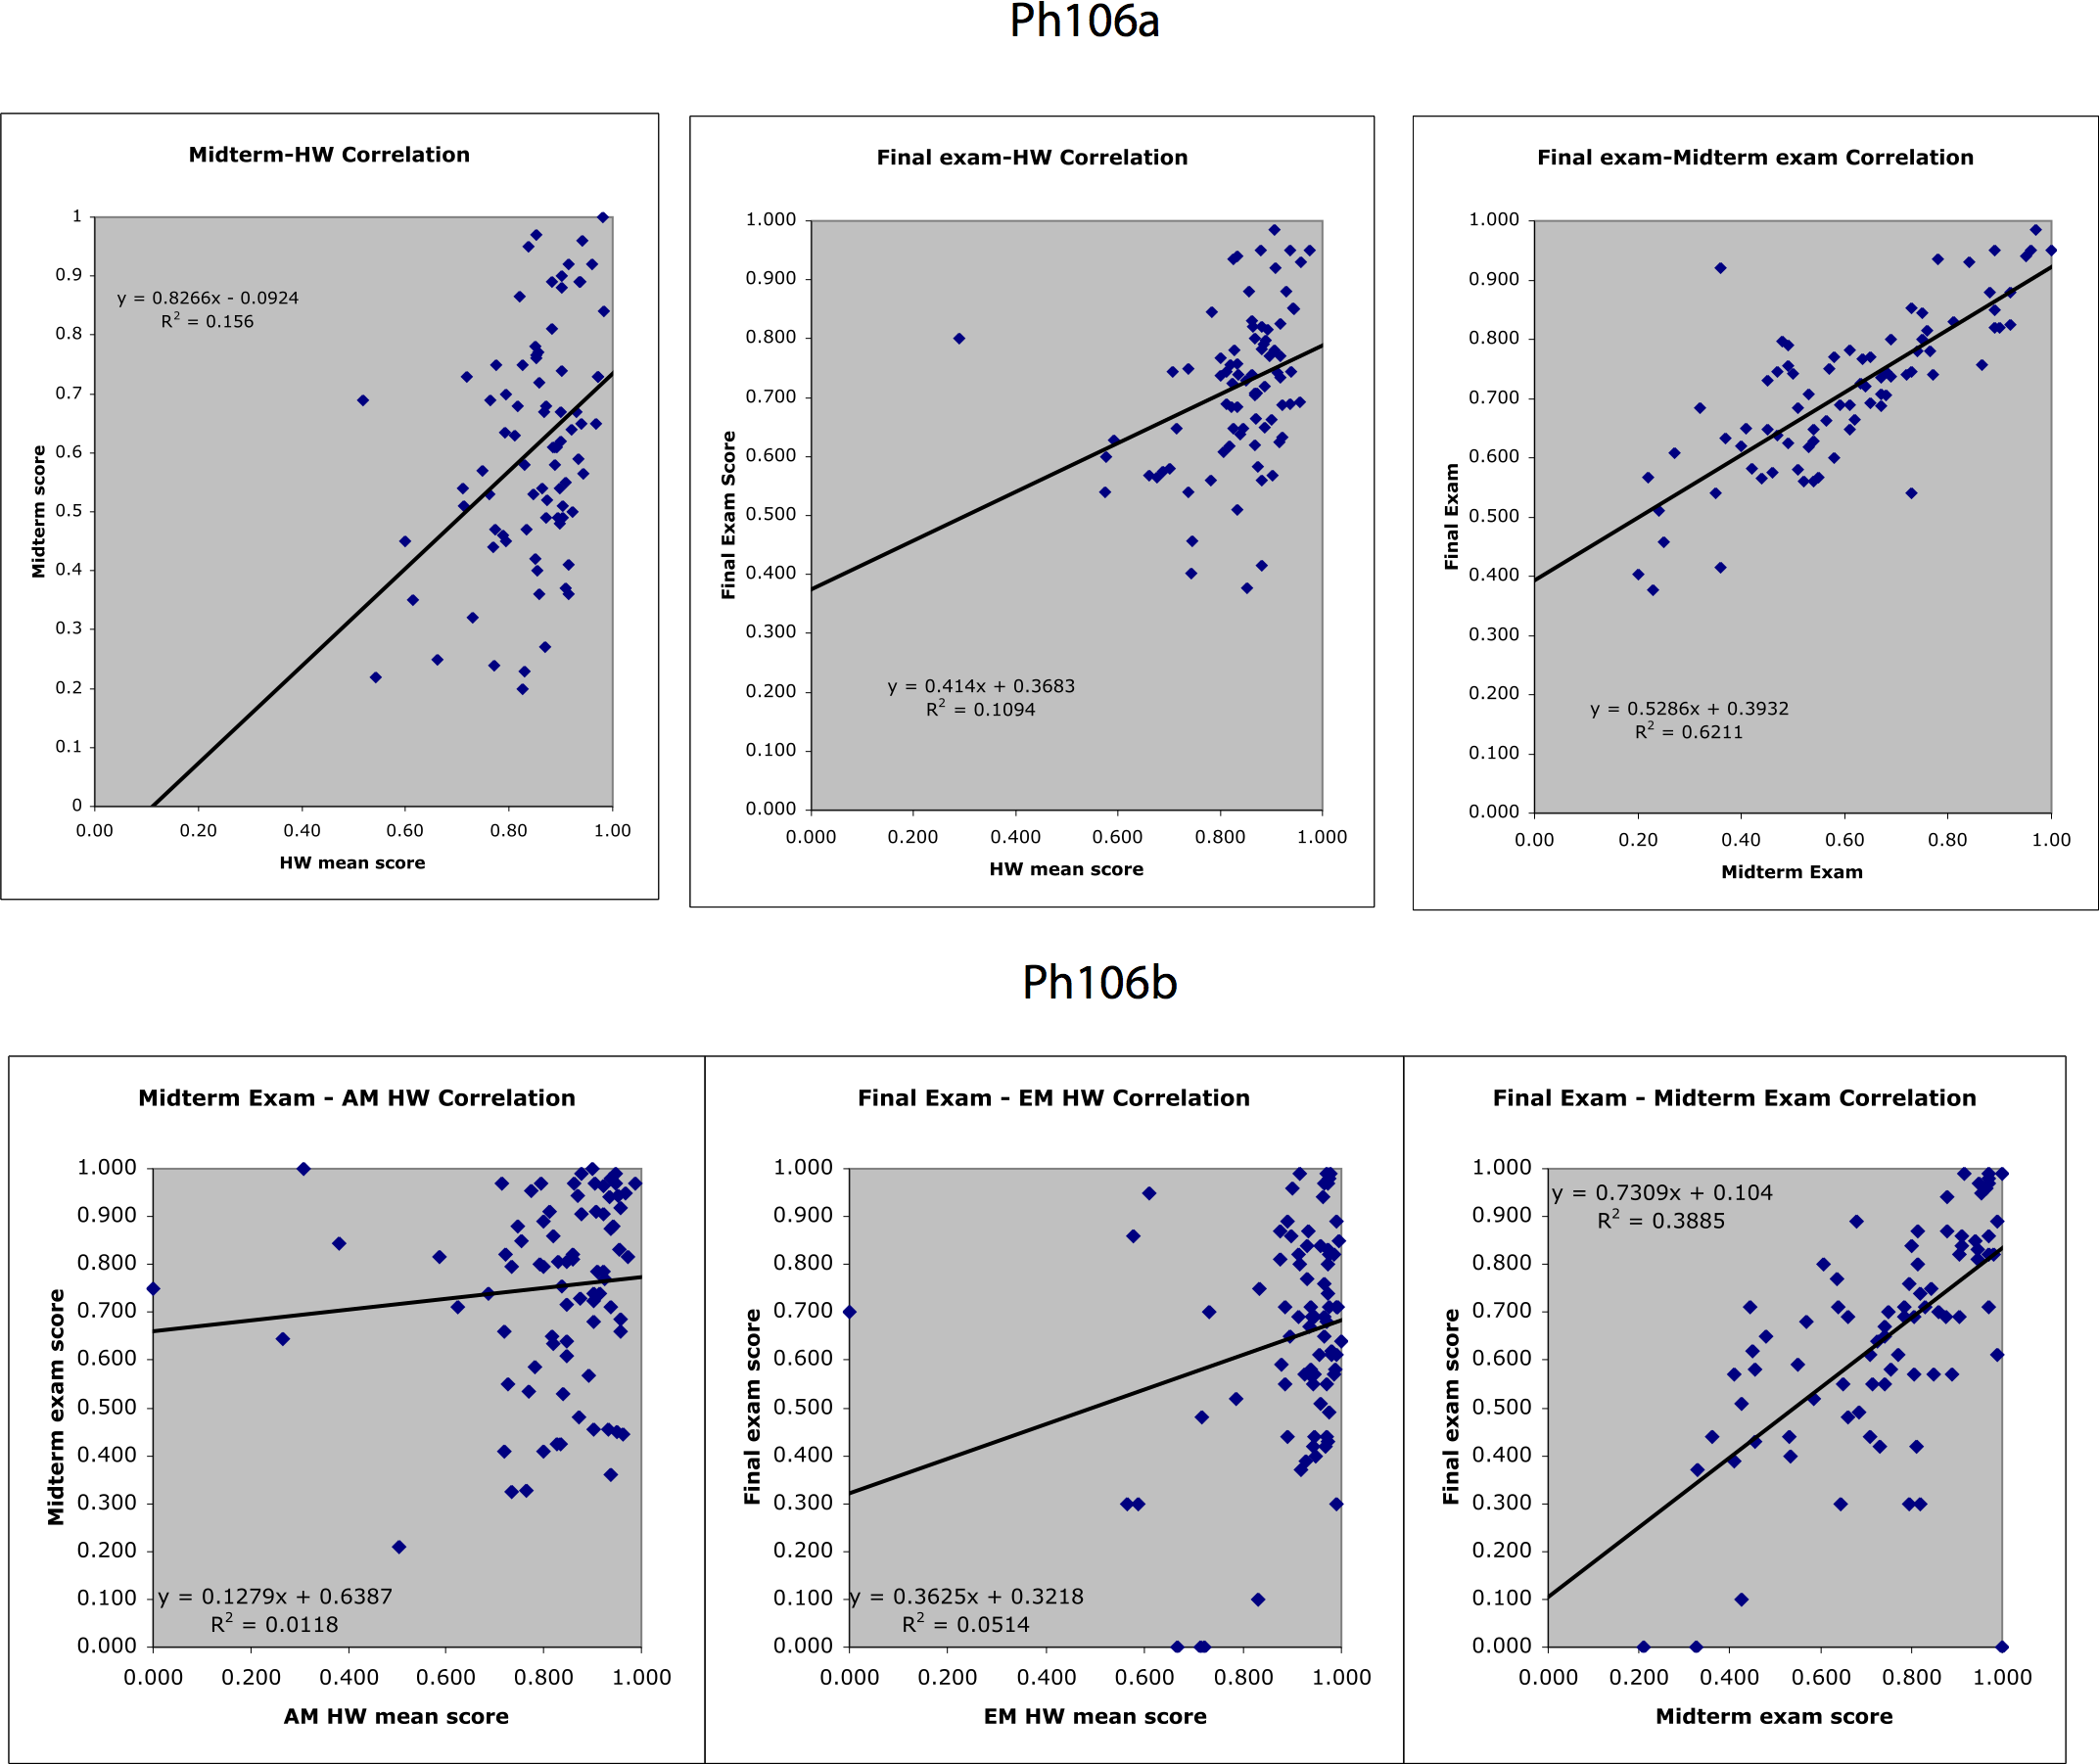 Ph106a
Midterm-HW Correlation
Midterm score
1
0.9
0.8
0.7
0.6
0.5
0.4
0.3
0.2
0.1
0
y = 0.8266x - 0.0924
R2 = 0.156
0.00 0.20 0.40 0.60 0.80 1.00
HW mean score
Final exam-HW Correlation
Final Exam Score
1.000
0.900
0.800
0.700
0.600
0.500
0.400
0.300
0.200
0.100
0.000
y = 0.414x + 0.3683
R2 = 0.1094
0.000 0.200 0.400 0.600 0.800 1.000
HW mean score
Final exam-Midterm exam Correlation
Final Exam
1.000
0.900
0.800
0.700
0.600
0.500
0.400
0.300
0.200
0.100
0.000
y = 0.5286x + 0.3932
R2 = 0.6211
0.00 0.20 0.40 0.60 0.80 1.00
Midterm Exam
Ph106b
Midterm Exam - AM HW Correlation
Midterm exam score
1.000
0.900
0.800
0.700
0.600
0.500
0.400
0.300
0.200
0.100
0.000
y = 0.1279x + 0.6387
R2 = 0.0118
0.000 0.200 0.400 0.600 0.800 1.000
AM HW mean score
Final Exam - EM HW Correlation
Final exam score
1.000
0.900
0.800
0.700
0.600
0.500
0.400
0.300
0.200
0.100
0.000
y = 0.3625x + 0.3218
R2 = 0.0514
0.000 0.200 0.400 0.600 0.800 1.000
EM HW mean score
Final Exam - Midterm Exam Correlation
Final exam score
1.000
0.900
0.800
0.700
0.600
0.500
0.400
0.300
0.200
0.100
0.000
y = 0.7309x + 0.104
R2 = 0.3885
0.000 0.200 0.400 0.600 0.800 1.000
Midterm exam score